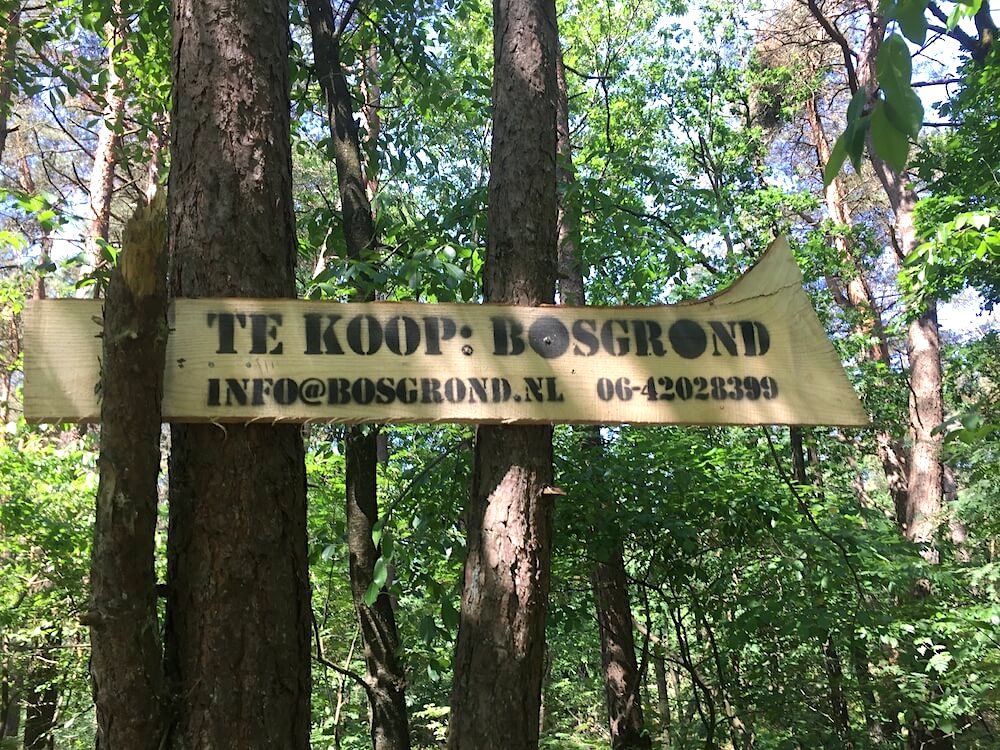 TE KOOP: BOSGROND
INFO@BOSGROND.NL 06-42028399